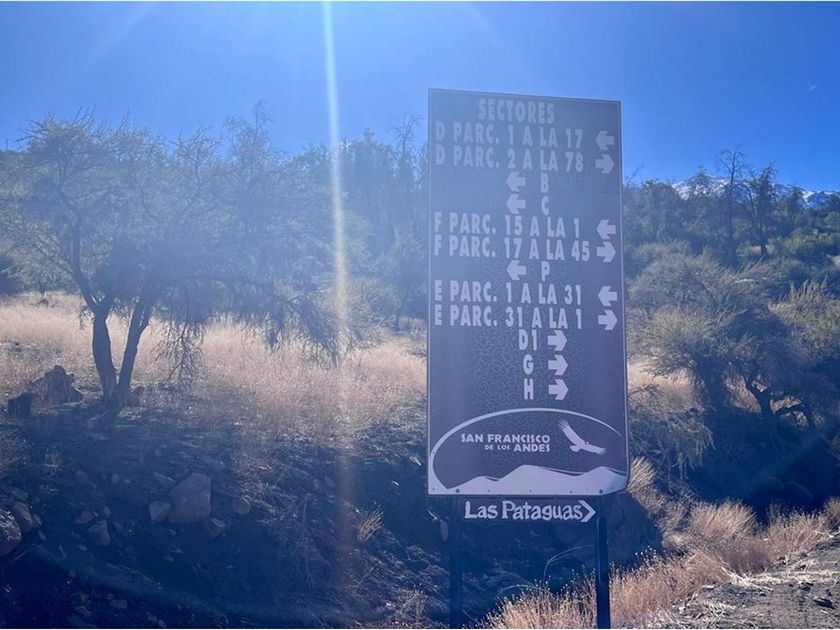 SECTORES
D PARC. 1 A LA 17
D PARC. 2 A LA 78
B
C
F PARC. 15 A LA 1
F PARC. 17 A LA 45
P
E PARC. 1 A LA 31
E PARC. 31 A LA 1
D1
G
H
SAN FRANCISCO
DE LOS ANDES
Las Pataguas